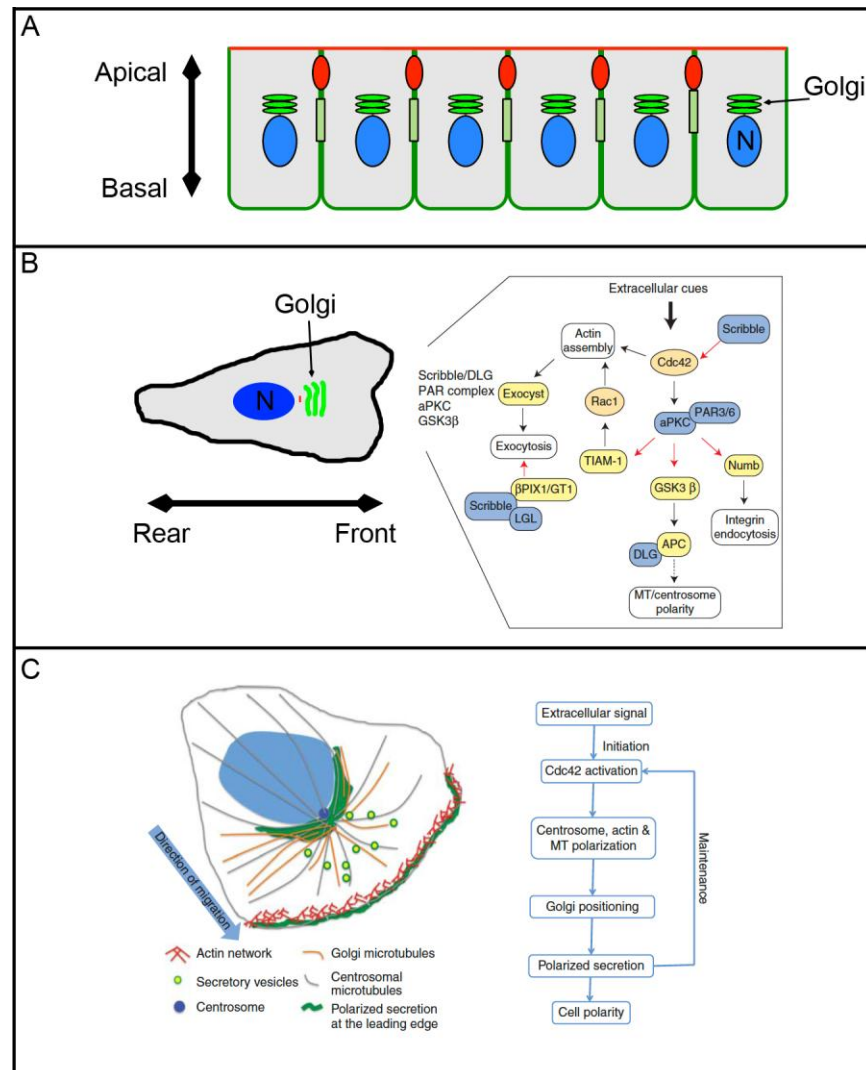 A
Apical
Basal
Golgi
N
B
Golgi
N
Rear
Front
Scribble/DLG
PAR complex
aPKC
GSK3β
Extracellular cues
Scribble
Actin
assembly
Cdc42
Exocyst
Rac1
aPKC
PAR3/6
Exocytosis
TIAM-1
Numb
βPIX1/GT1
GSK3 β
Scribble
LGL
Integrin
endocytosis
DLG
APC
MT/centrosome
polarity
C
Direction of migration
Actin network
Secretory vesicles
Centrosome
Golgi microtubules
Centrosomal
microtubules
Polarized secretion
at the leading edge
Extracellular signal
Initiation
Cdc42 activation
Centrosome, actin &
MT polarization
Maintenance
Golgi positioning
Polarized secretion
Cell polarity